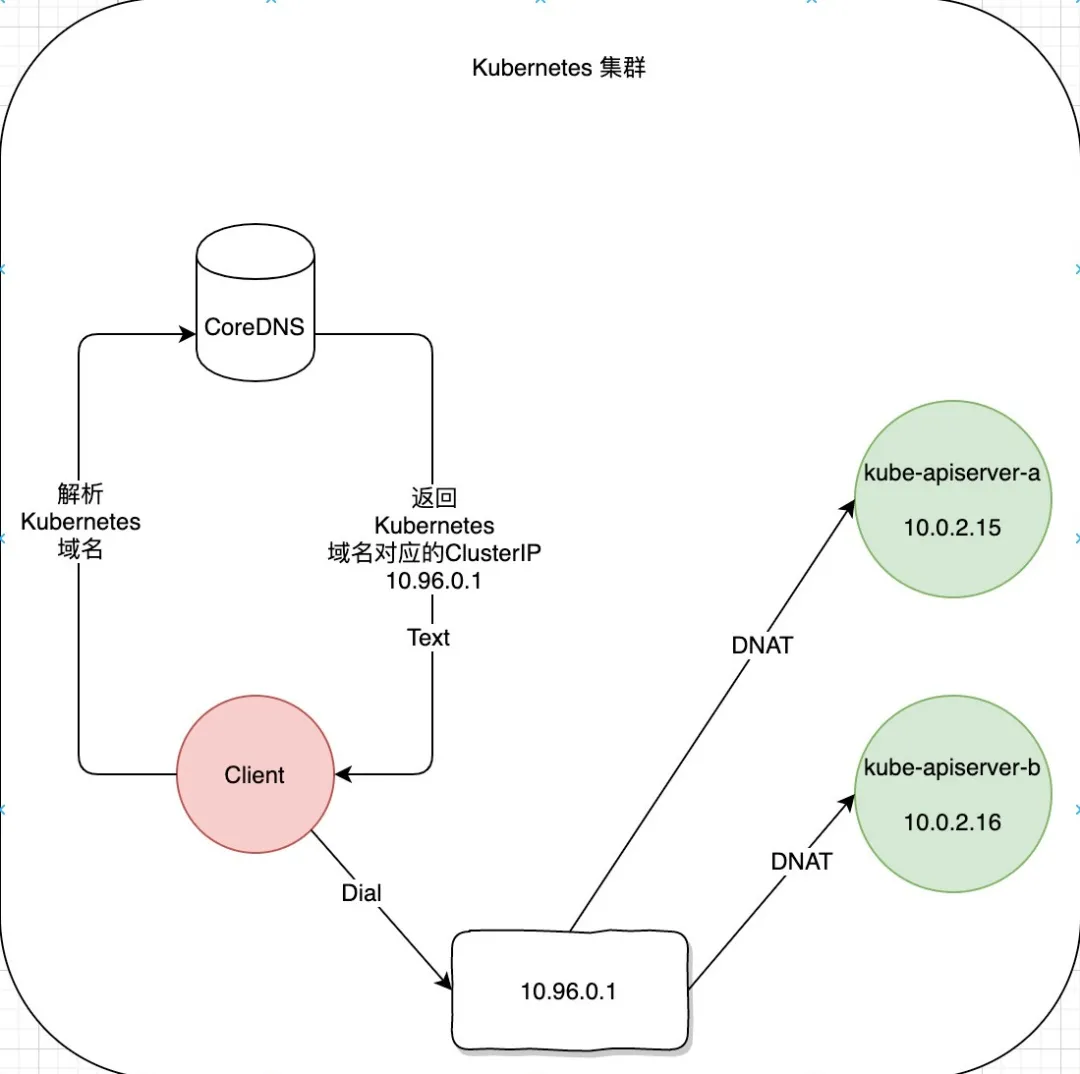 Kubernetes 集群
CoreDNS
解析
Kubernetes
域名
返回
Kubernetes
域名对应的ClusterIP
10.96.0.1
Text
Client
Dial
10.96.0.1
DNAT
kube-apiserver-a
10.0.2.15
DNAT
kube-apiserver-b
10.0.2.16